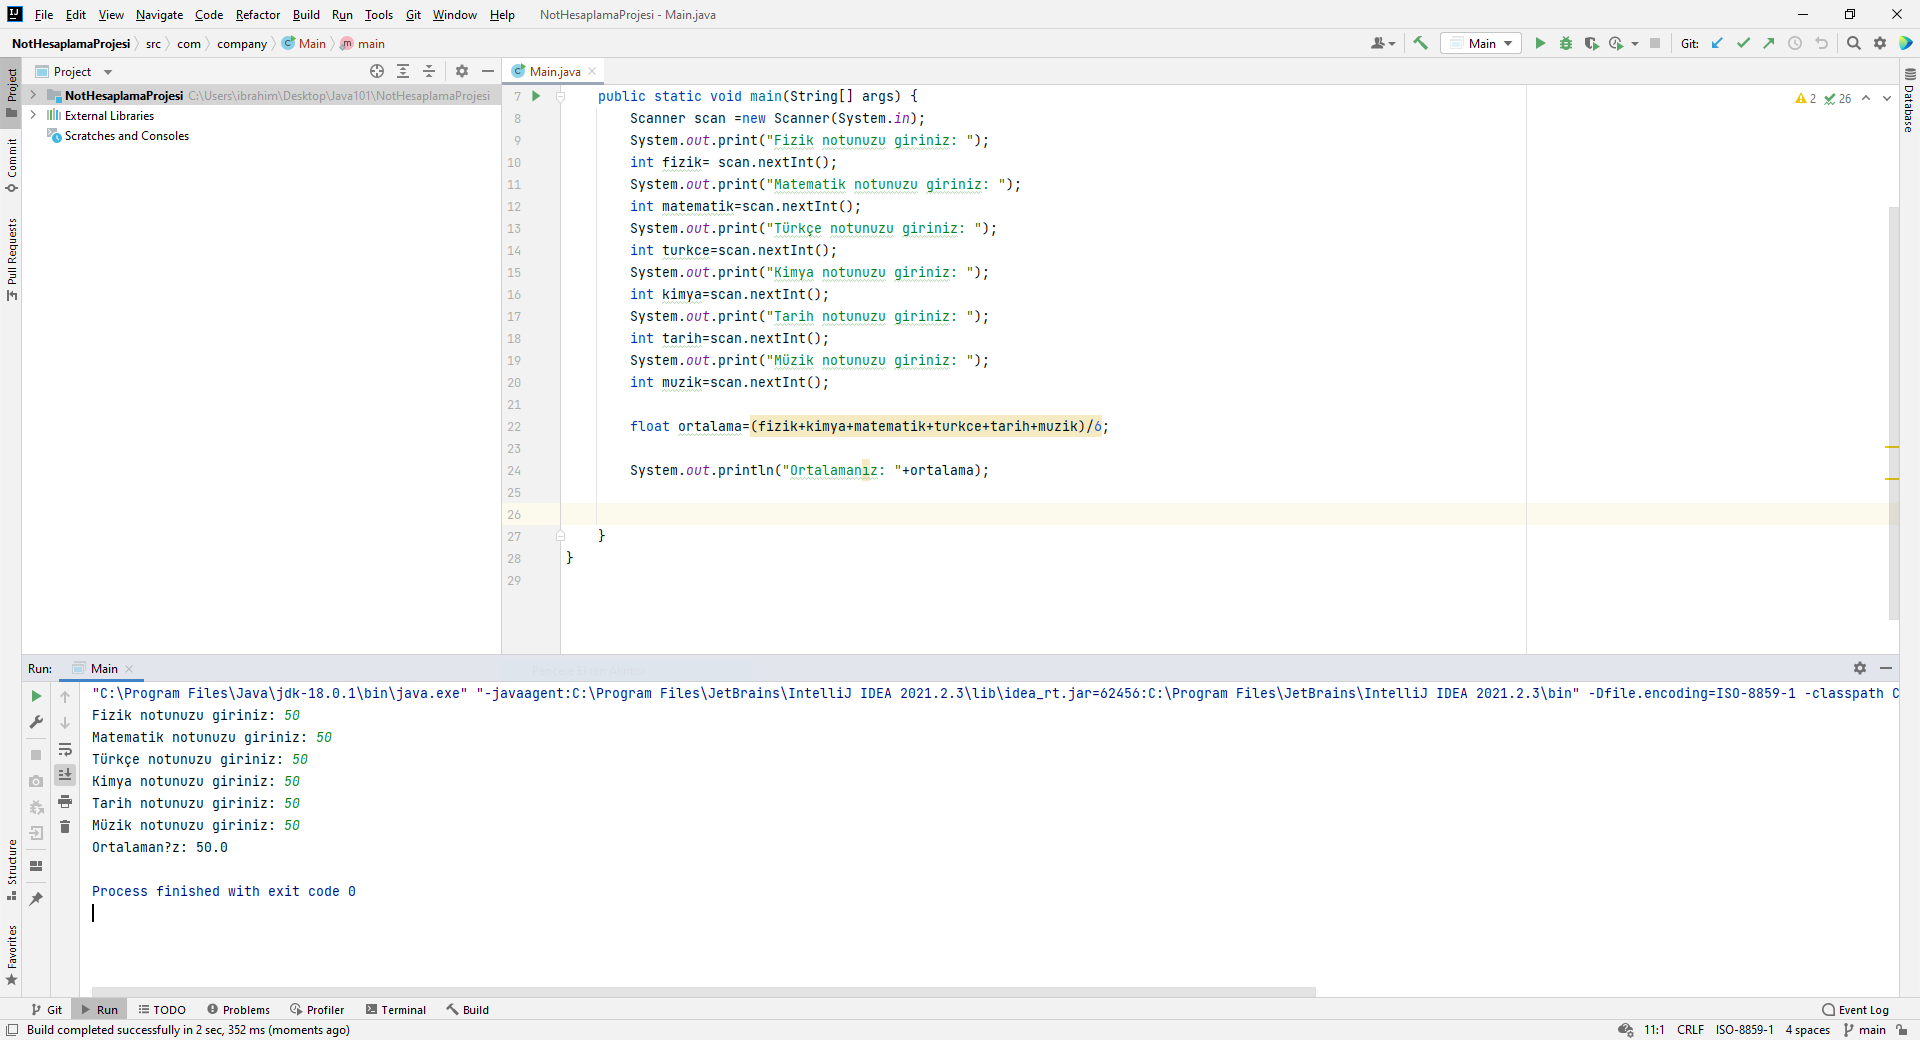 File Edit View Navigate Code Refactor Build Run Tools Git Window Help NotHesaplamaProjesi - Main.java
NotHesaplamaProjesi src com company Main main
Main Git:
Project
Main.java
NotHesaplamaProjesi C:\Users\ibrahim\Desktop\Java101\NotHesaplamaProjesi
External Libraries
Scratches and Consoles
Project
Commit
Pull Requests
Structure
Favorites
Database
2 26
7 public static void main(String[] args) {
8 Scanner scan =new Scanner(System.in);
9 System.out.print("Fizik notunuzu giriniz: ");
10 int fizik= scan.nextInt();
11 System.out.print("Matematik notunuzu giriniz: ");
12 int matematik=scan.nextInt();
13 System.out.print("Türkçe notunuzu giriniz: ");
14 int turkce=scan.nextInt();
15 System.out.print("Kimya notunuzu giriniz: ");
16 int kimya=scan.nextInt();
17 System.out.print("Tarih notunuzu giriniz: ");
18 int tarih=scan.nextInt();
19 System.out.print("Müzik notunuzu giriniz: ");
20 int muzik=scan.nextInt();
21
22 float ortalama=(fizik+kimya+matematik+turkce+tarih+muzik)/6;
23
24 System.out.println("Ortalamanız: "+ortalama);
25
26
27 }
28 }
29
Run: Main
"C:\Program Files\Java\jdk-18.0.1\bin\java.exe" "-javaagent:C:\Program Files\JetBrains\IntelliJ IDEA 2021.2.3\lib\idea_rt.jar=62456:C:\Program Files\JetBrains\IntelliJ IDEA 2021.2.3\bin" -Dfile.encoding=ISO-8859-1 -classpath C
Fizik notunuzu giriniz: 50
Matematik notunuzu giriniz: 50
Türkçe notunuzu giriniz: 50
Kimya notunuzu giriniz: 50
Tarih notunuzu giriniz: 50
Müzik notunuzu giriniz: 50
Ortalaman?z: 50.0
Process finished with exit code 0
Git Run TODO Problems Profiler Terminal Build Event Log
Build completed successfully in 2 sec, 352 ms (moments ago) 11:1 CRLF ISO-8859-1 4 spaces main